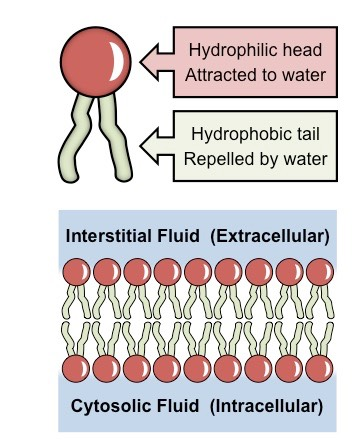 Hydrophilic head
Attracted to water
Hydrophobic tail
Repelled by water
Interstitial Fluid (Extracellular)
Cytosolic Fluid (Intracellular)